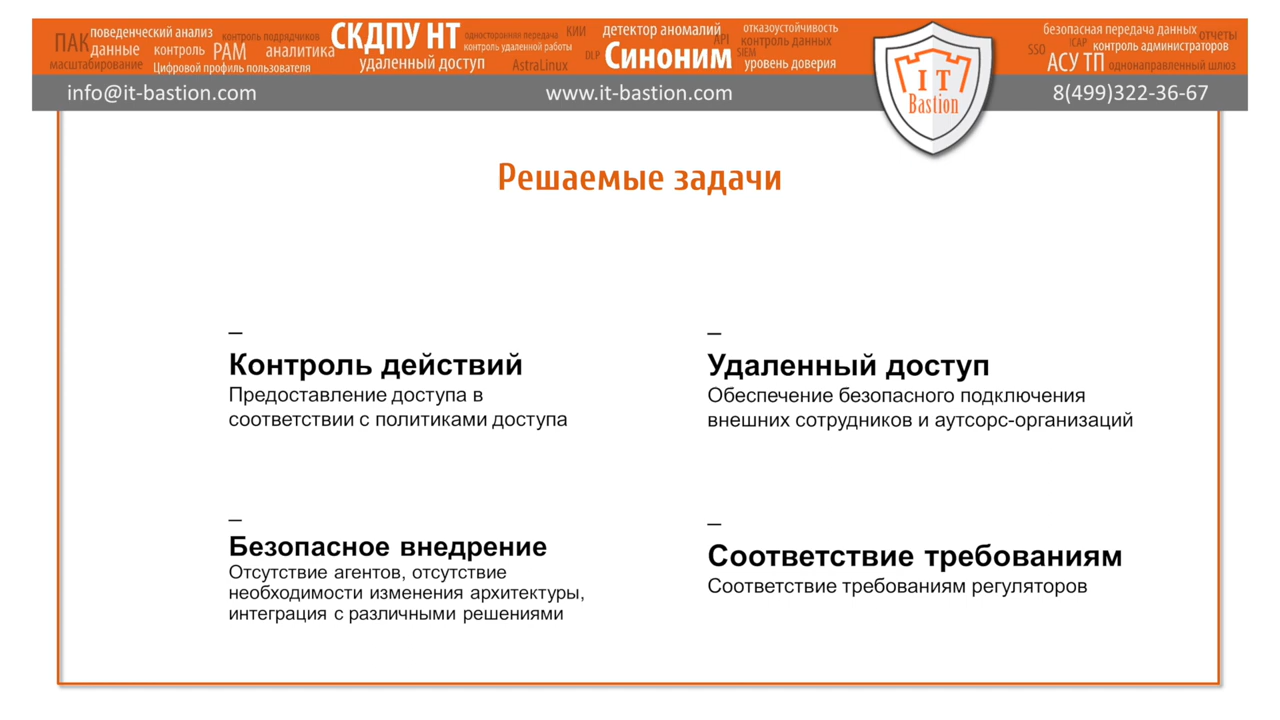 ПАК
поведенческий анализ
контроль подрядчиков
данные
контроль
PAM
аналитика
масштабирование
Цифровой профиль пользователя
СКДПУ НТ
односторонняя передача
КИИ
контроль удаленной работы
удаленный доступ
AstraLinux
DLP
детектор аномалий
API
Синоним
SIEM
отказоустойчивость
контроль данных
уровень доверия
безопасная передача данных
отчеты
SSO
ICAP
контроль администраторов
АСУ ТП
однонаправленный шлюз
info@it-bastion.com
www.it-bastion.com
IT
Bastion
8(499)322-36-67
Решаемые задачи
–
Контроль действий
Предоставление доступа в
соответствии с политиками доступа
–
Удаленный доступ
Обеспечение безопасного подключения
внешних сотрудников и аутсорс-организаций
–
Безопасное внедрение
Отсутствие агентов, отсутствие
необходимости изменения архитектуры,
интеграция с различными решениями
–
Соответствие требованиям
Соответствие требованиям регуляторов